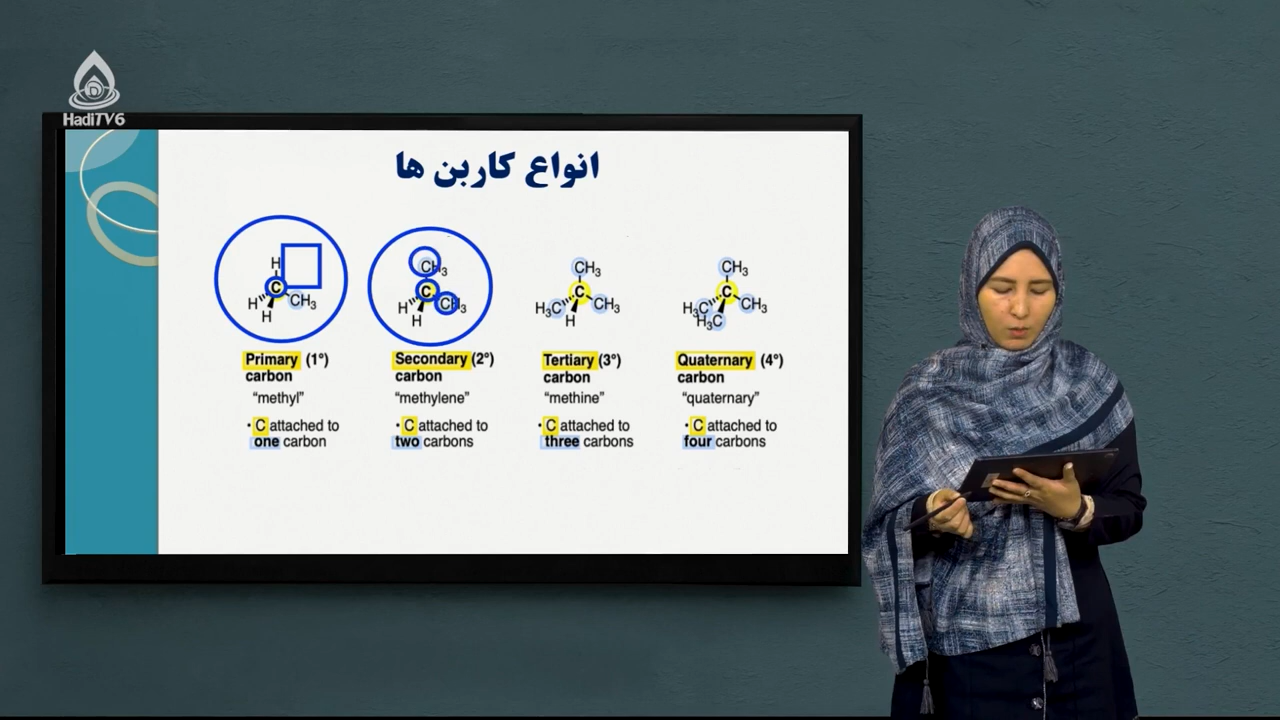 HadiTV6
انواع کاربن ها
H
C
H
CH3
H
CH3
C
H
CH3
H
CH3
C
H3C
CH3
H
CH3
C
H3C
CH3
H3C
Primary (1°)
carbon
"methyl"
• C attached to
one carbon
Secondary (2°)
carbon
"methylene"
• C attached to
two carbons
Tertiary (3°)
carbon
"methine"
• C attached to
three carbons
Quaternary (4°)
carbon
"quaternary"
• C attached to
four carbons